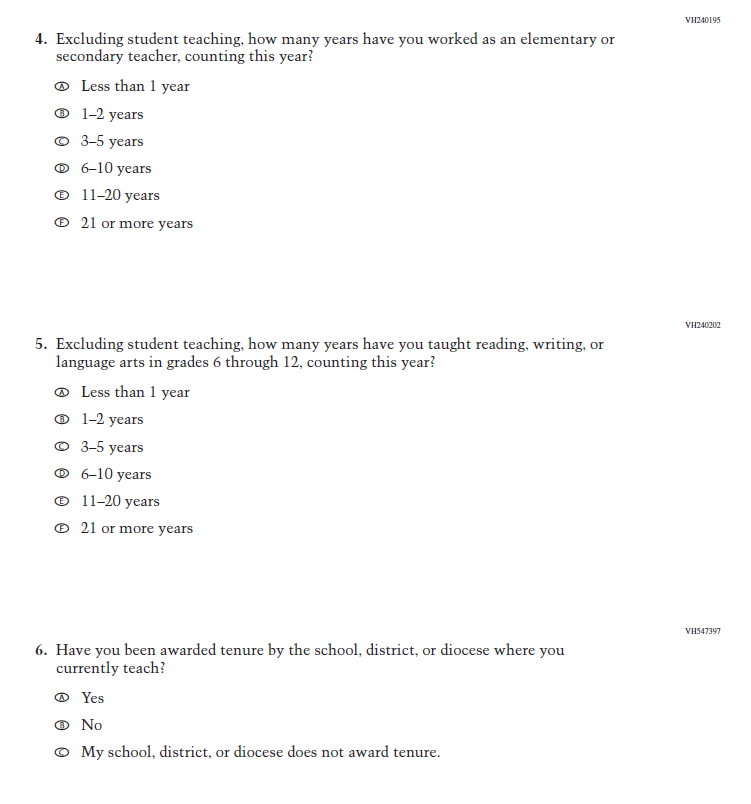 VH240195
4. Excluding student teaching, how many years have you worked as an elementary or
secondary teacher, counting this year?
A Less than 1 year
B 1–2 years
C 3–5 years
D 6–10 years
E 11–20 years
F 21 or more years
VH240202
5. Excluding student teaching, how many years have you taught reading, writing, or
language arts in grades 6 through 12, counting this year?
A Less than 1 year
B 1–2 years
C 3–5 years
D 6–10 years
E 11–20 years
F 21 or more years
VH547397
6. Have you been awarded tenure by the school, district, or diocese where you
currently teach?
A Yes
B No
C My school, district, or diocese does not award tenure.